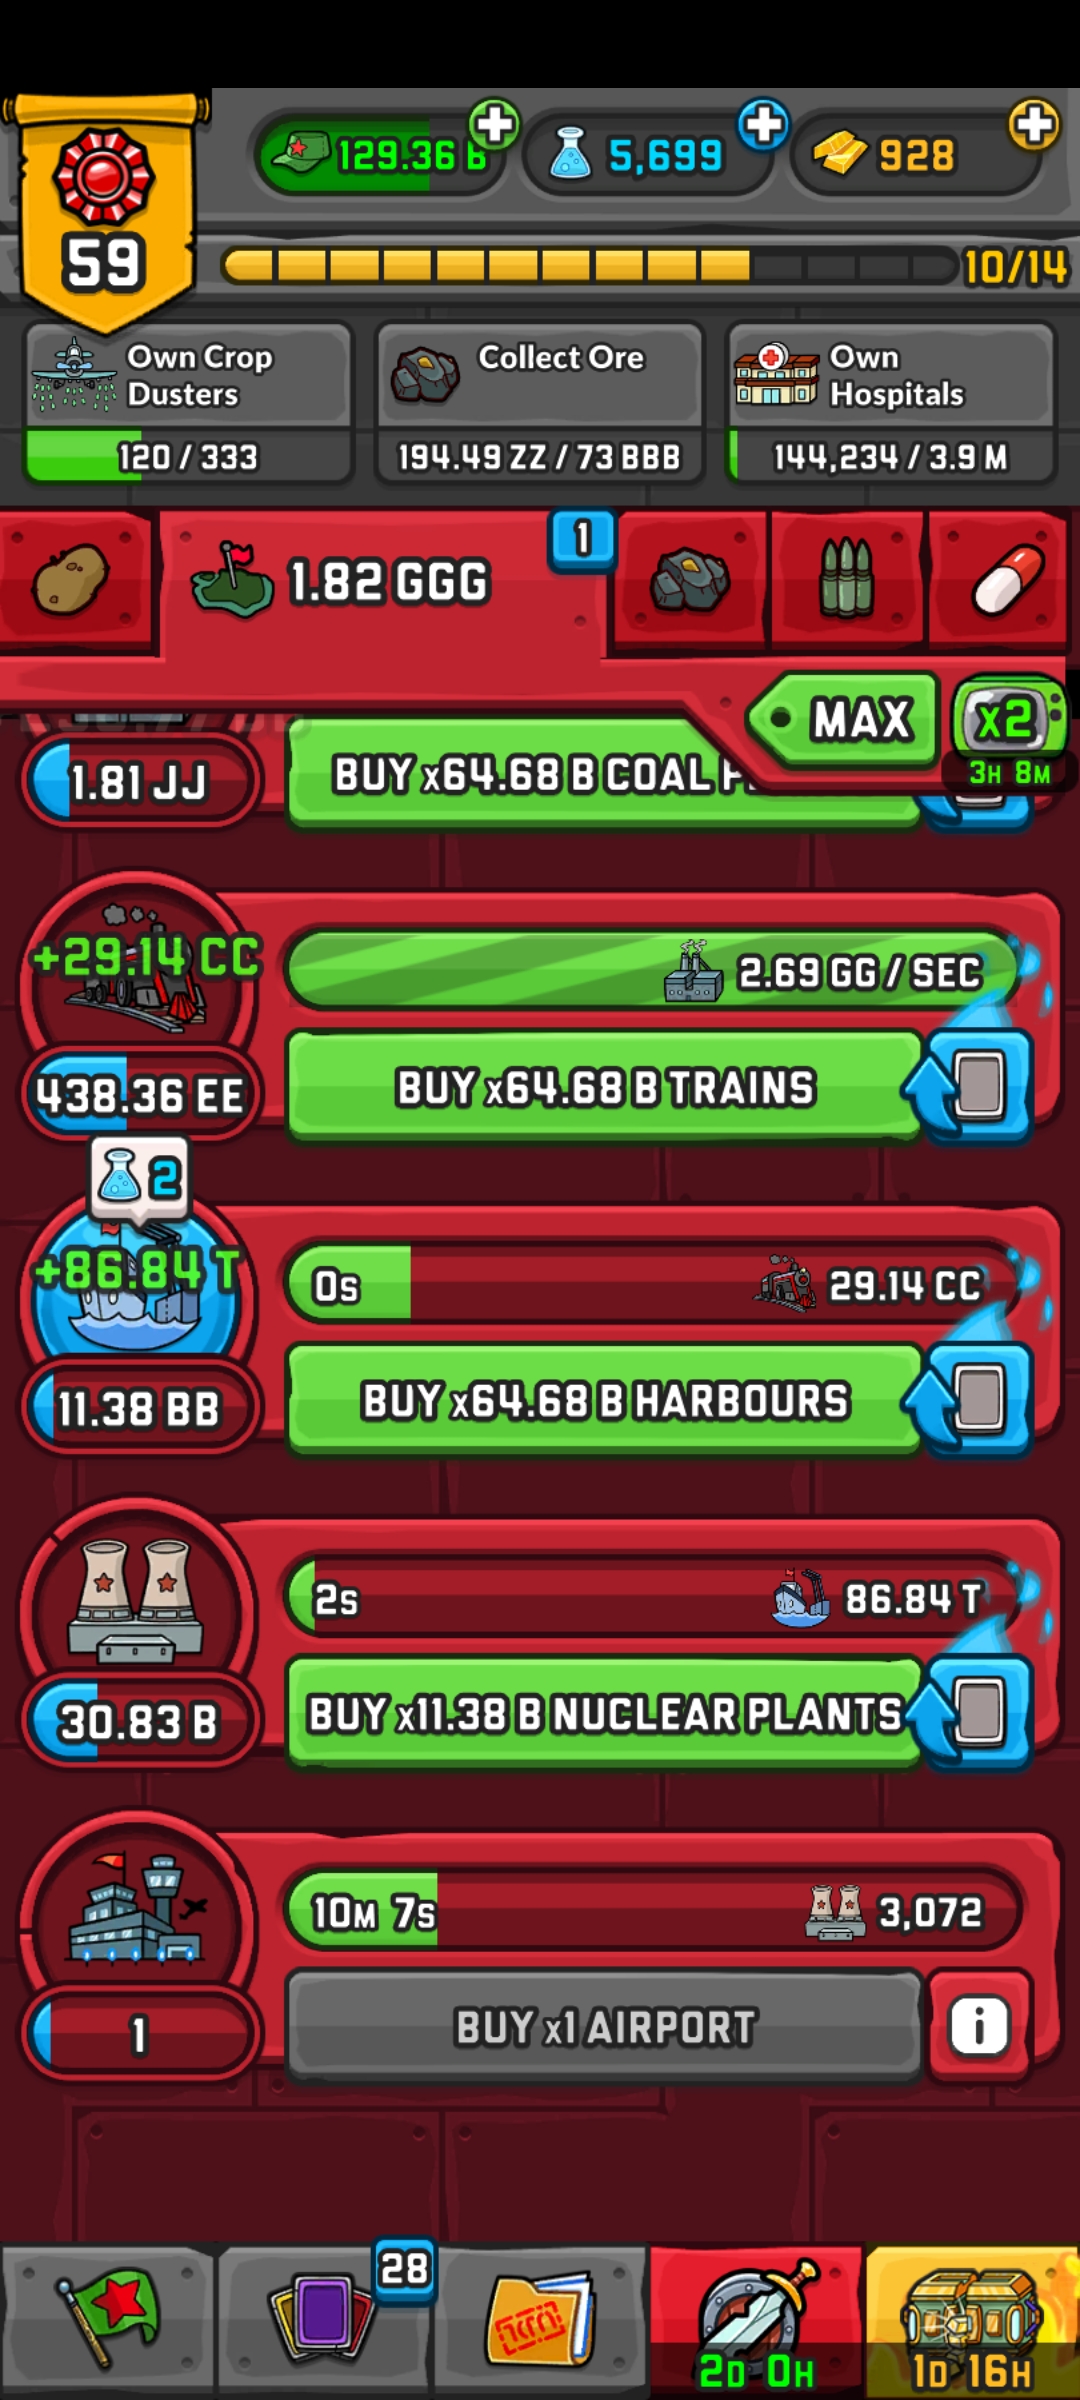 129.36 B
5,699
928
59
10/14
Own Crop
Dusters
Collect Ore
Own
Hospitals
120 / 333
194.49 ZZ / 73 BBB
144,234 / 3.9 M
1.82 GGG
1
MAX
x2
3H 8M
1.81 JJ
BUY x64.68 B COAL
+29.14 CC
2.69 GG / SEC
438.36 EE
BUY x64.68 B TRAINS
2
+86.84 T
0s
29.14 CC
11.38 BB
BUY x64.68 B HARBOURS
2s
86.84 T
30.83 B
BUY x11.38 B NUCLEAR PLANTS
10M 7s
3,072
1
BUY x1 AIRPORT
i
28
2D 0H
1D 16H